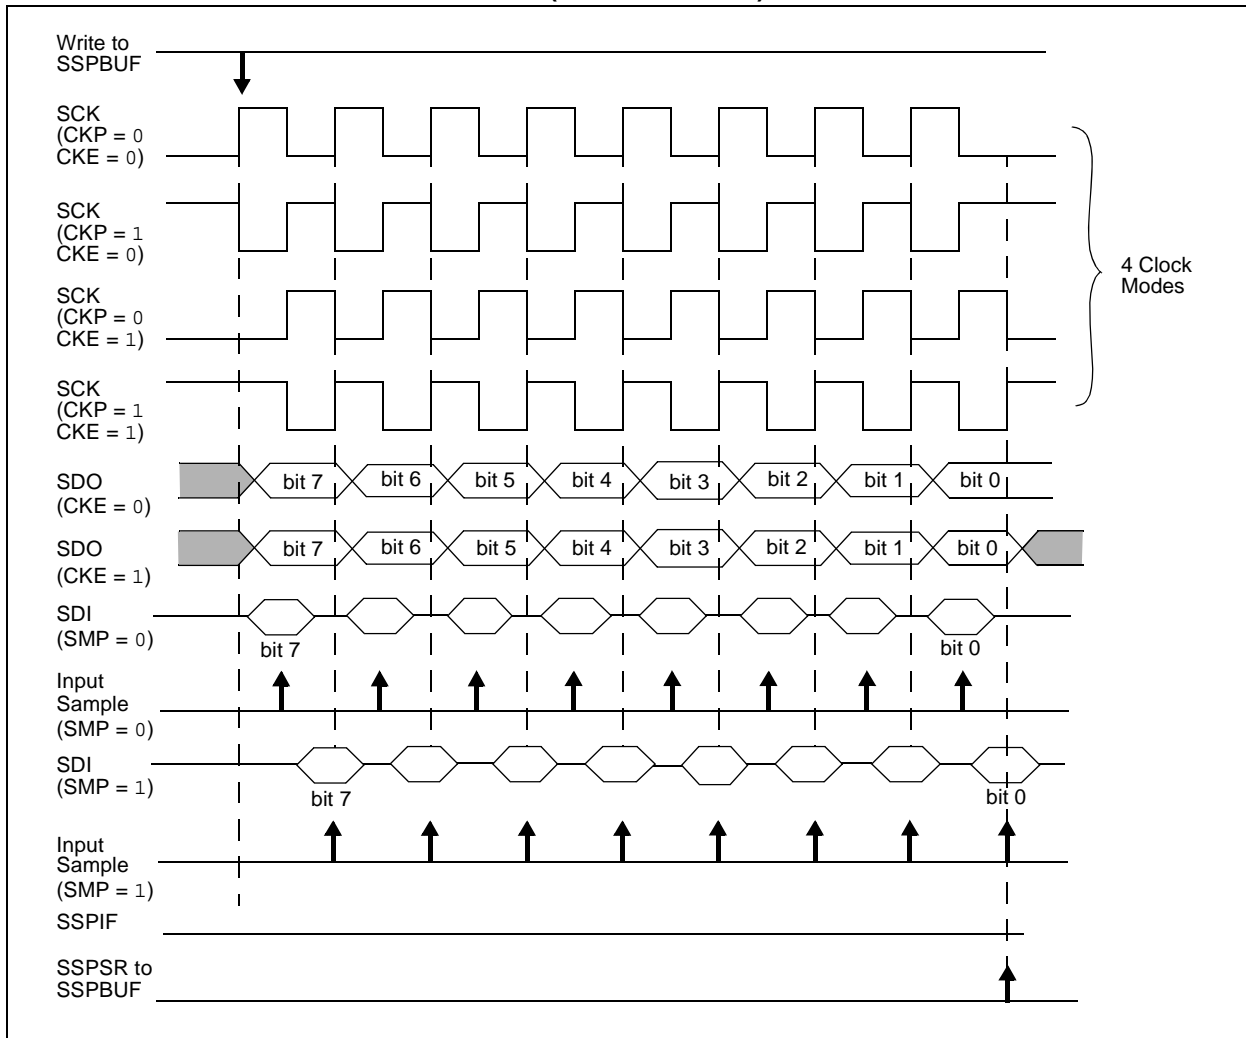 Write to
SSPBUF
SCK
(CKP = 0
CKE = 0)
SCK
(CKP = 1
CKE = 0)
SCK
(CKP = 0
CKE = 1)
SCK
(CKP = 1
CKE = 1)
4 Clock
Modes
SDO
(CKE = 0)
bit 7 bit 6 bit 5 bit 4 bit 3 bit 2 bit 1 bit 0
SDO
(CKE = 1)
bit 7 bit 6 bit 5 bit 4 bit 3 bit 2 bit 1 bit 0
SDI
(SMP = 0)
bit 7 bit 0
Input
Sample
(SMP = 0)
SDI
(SMP = 1)
bit 7 bit 0
Input
Sample
(SMP = 1)
SSPIF
SSPSR to
SSPBUF